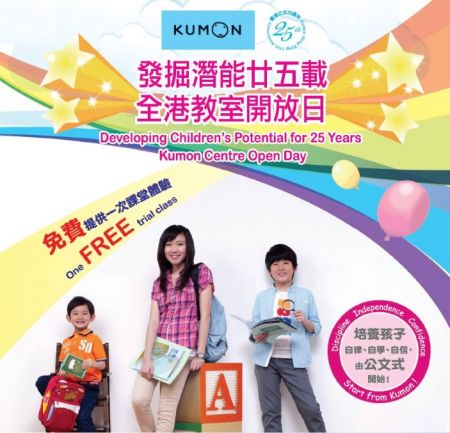 KUMON
25
發掘潛能廿五載
全港教室開放日
Developing Children's Potential for 25 Years
Kumon Centre Open Day
免費提供一次課堂體驗
One FREE trial class
Discipline Independence Confidence
培養孩子
自律、自學、自信,
由公文式
開始!
Start from Kumon!
50
A